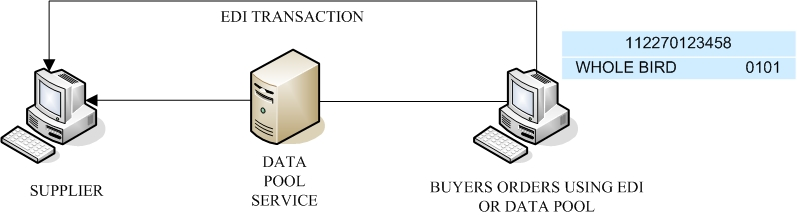 EDI TRANSACTION
112270123458
WHOLE BIRD 0101
DATA
POOL
SERVICE
SUPPLIER
BUYERS ORDERS USING EDI
OR DATA POOL